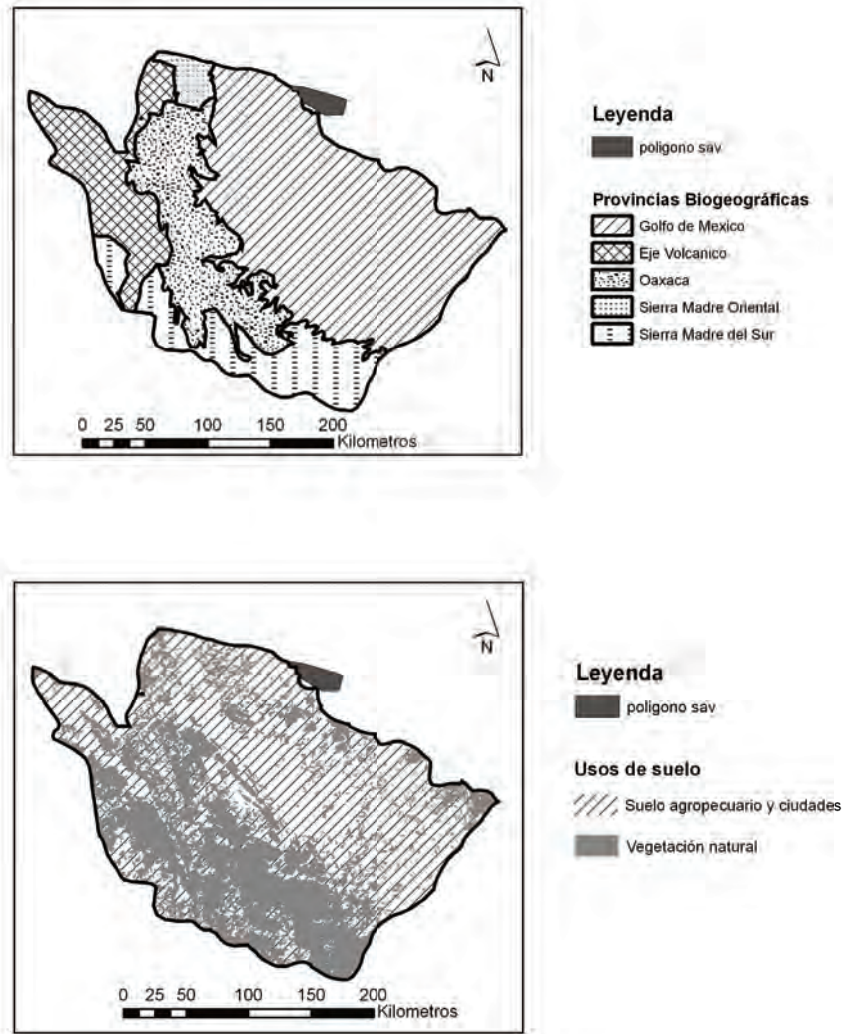 N
Leyenda
poligono sav
Provincias Biogeográficas
Golfo de Mexico
Eje Volcanico
Oaxaca
Sierra Madre Oriental
Sierra Madre del Sur
0 25 50 100 150 200
Kilometros
N
Leyenda
poligono sav
Usos de suelo
Suelo agropecuario y ciudades
Vegetación natural
0 25 50 100 150 200
Kilometros